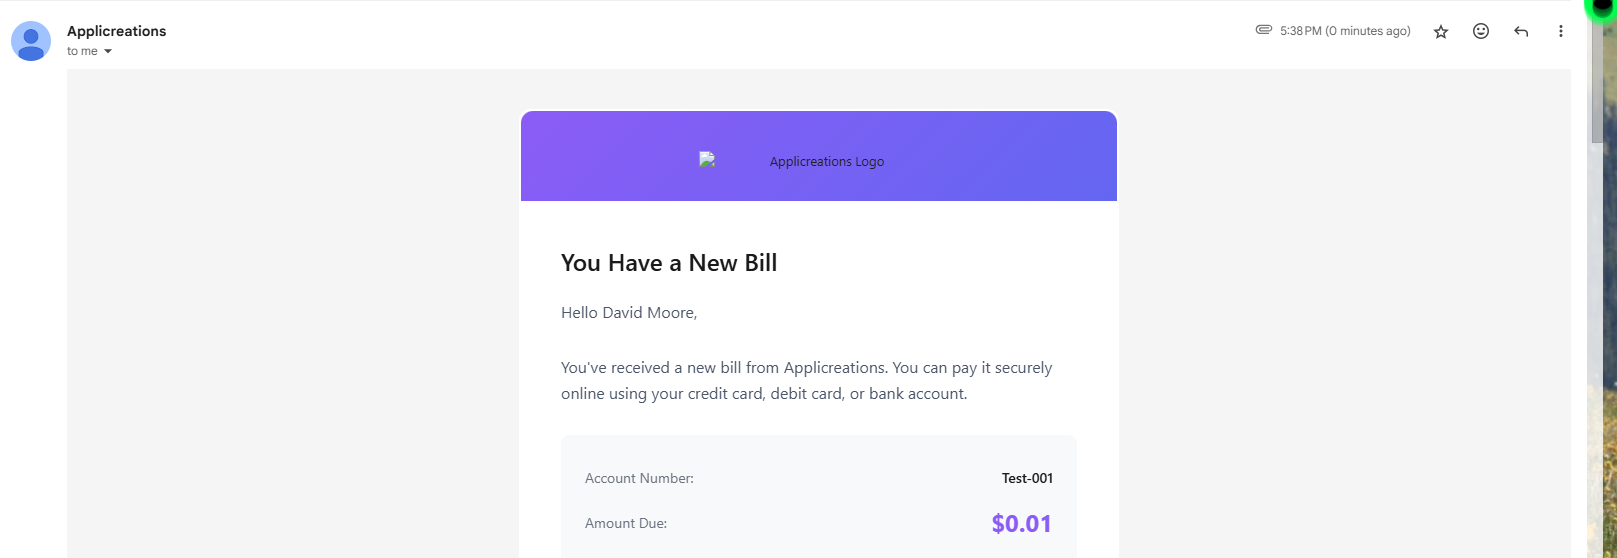 Applicreations
5:38 PM (0 minutes ago)
to me
Applicreations Logo
You Have a New Bill
Hello David Moore,
You've received a new bill from Applicreations. You can pay it securely
online using your credit card, debit card, or bank account.
Account Number: Test-001
Amount Due: $0.01